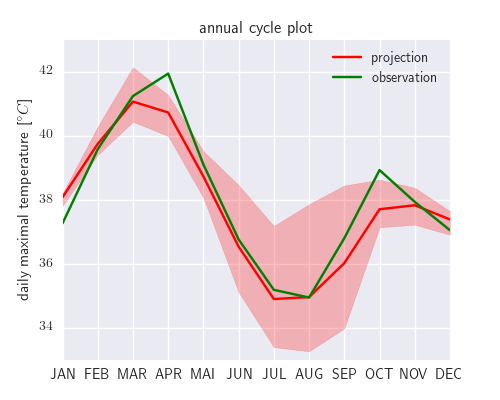 annual cycle plot
projection
observation
daily maximal temperature [°C]
42
40
38
36
34
JAN FEB MAR APR MAI JUN JUL AUG SEP OCT NOV DEC